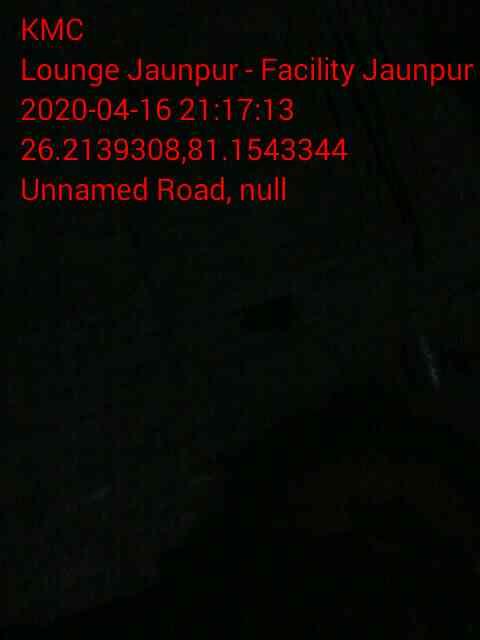 KMC
Lounge Jaunpur - Facility Jaunpur
2020-04-16 21:17:13
26.2139308,81.1543344
Unnamed Road, null